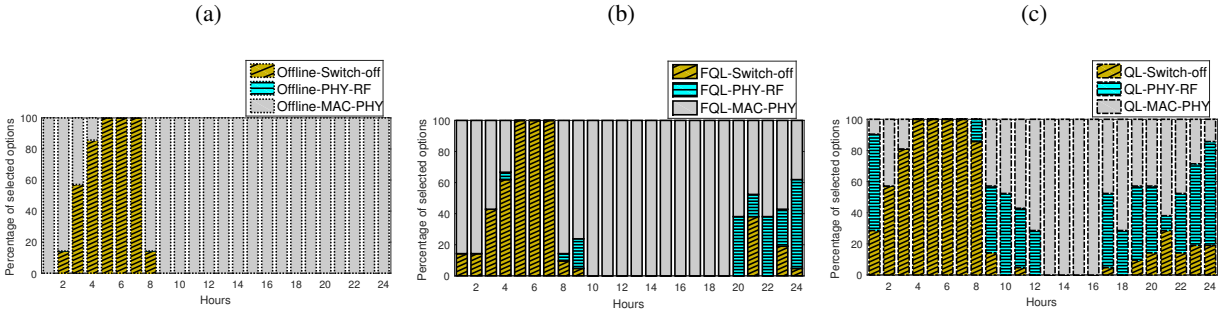 (a)
Offline-Switch-off
Offline-PHY-RF
Offline-MAC-PHY
Percentage of selected options
100
80
60
40
20
0
2 4 6 8 10 12 14 16 18 20 22 24
Hours
(b)
FQL-Switch-off
FQL-PHY-RF
FQL-MAC-PHY
Percentage of selected options
100
80
60
40
20
0
2 4 6 8 10 12 14 16 18 20 22 24
Hours
(c)
QL-Switch-off
QL-PHY-RF
QL-MAC-PHY
Percentage of selected options
100
80
60
40
20
0
2 4 6 8 10 12 14 16 18 20 22 24
Hours